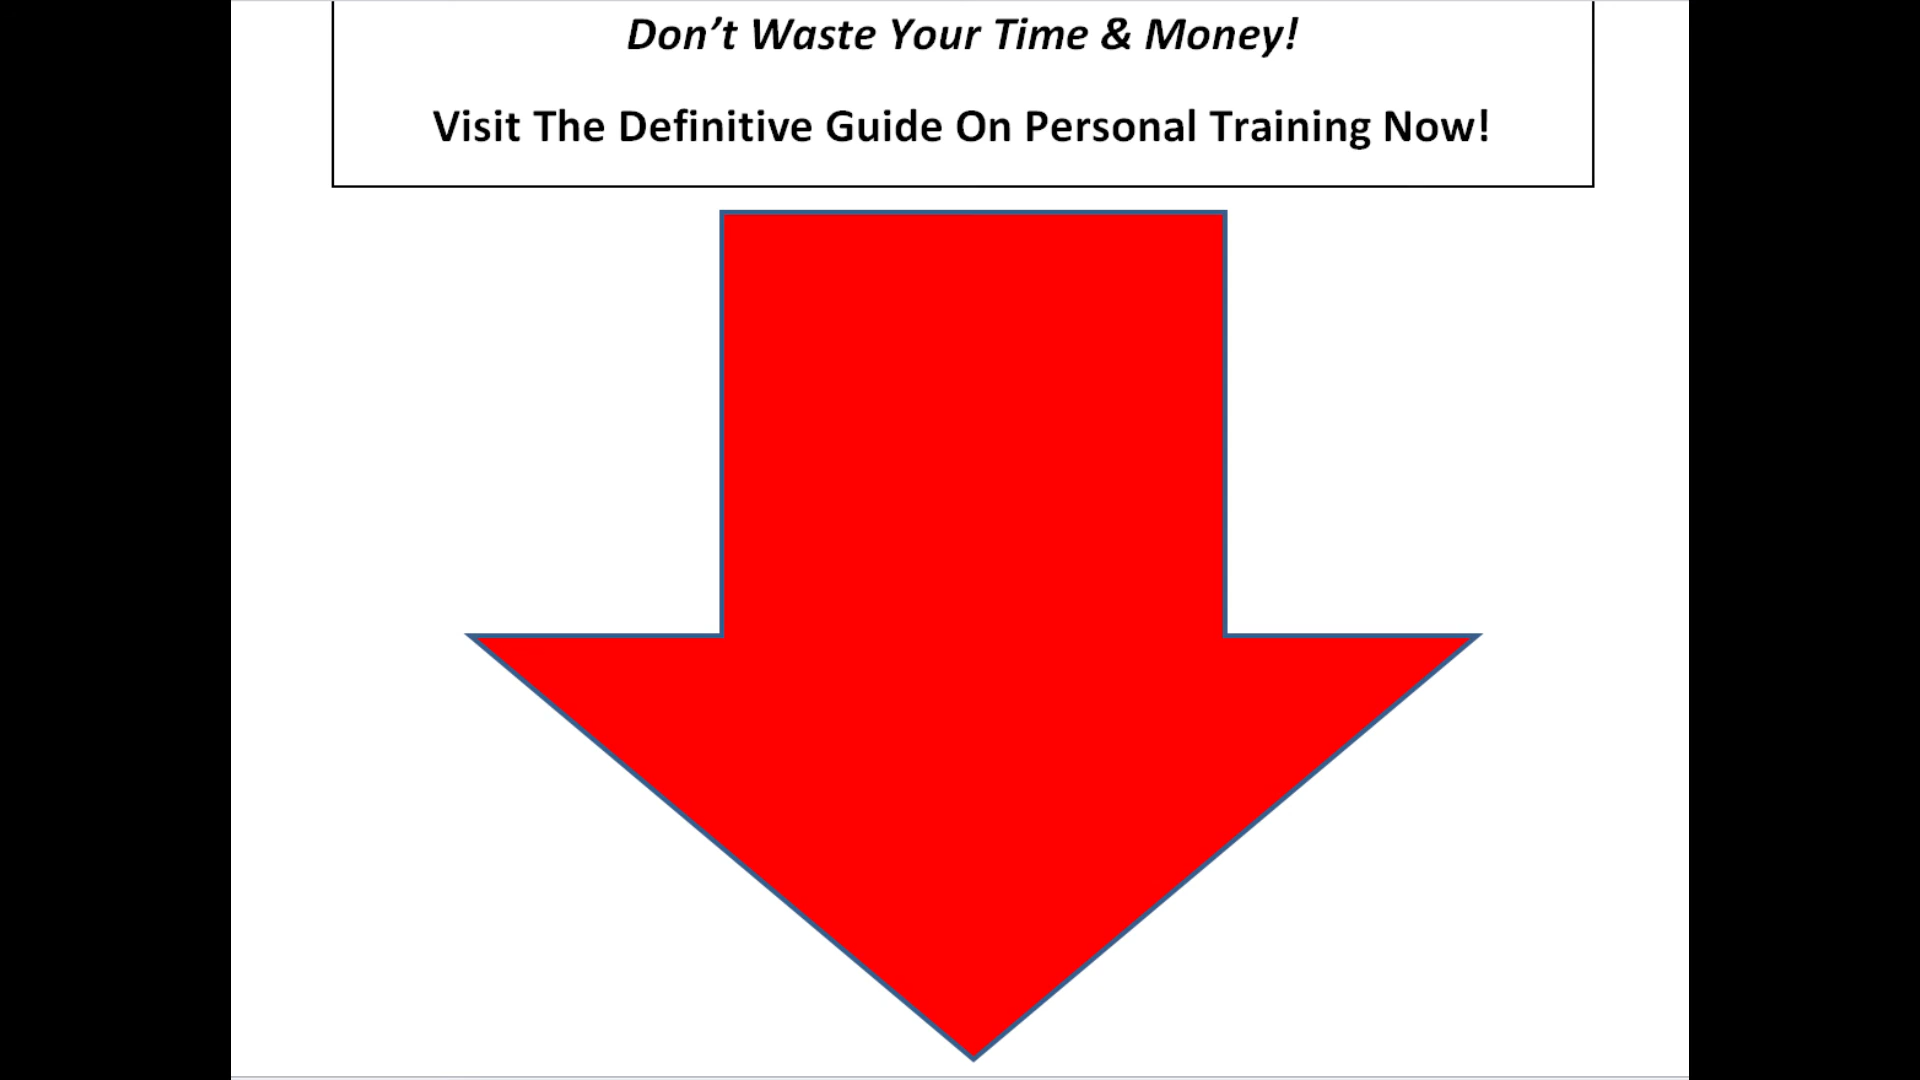 Don’t Waste Your Time & Money!
Visit The Definitive Guide On Personal Training Now!